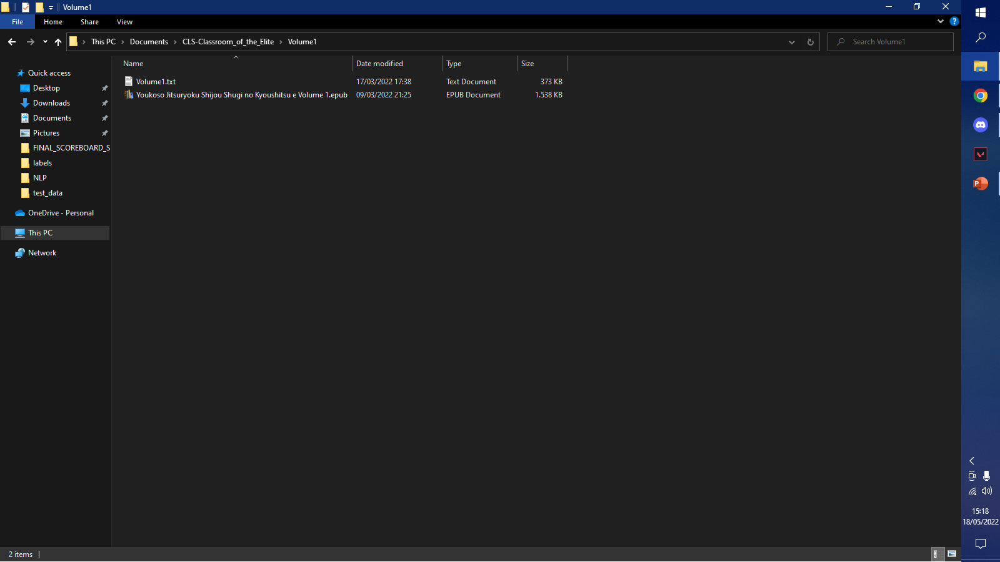 Volume1
File Home Share View
This PC Documents CLS-Classroom_of_the_Elite Volume1
Search Volume1
Name Date modified Type Size
Volume1.txt 17/03/2022 17:38 Text Document 373 KB
Youkoso Jitsuryoku Shijou Shugi no Kyoushitsu e Volume 1.epub 09/03/2022 21:25 EPUB Document 1.538 KB
Quick access
Desktop
Downloads
Documents
Pictures
FINAL_SCOREBOARD_S
labels
NLP
test_data
OneDrive - Personal
This PC
Network
2 items
15:18
18/05/2022